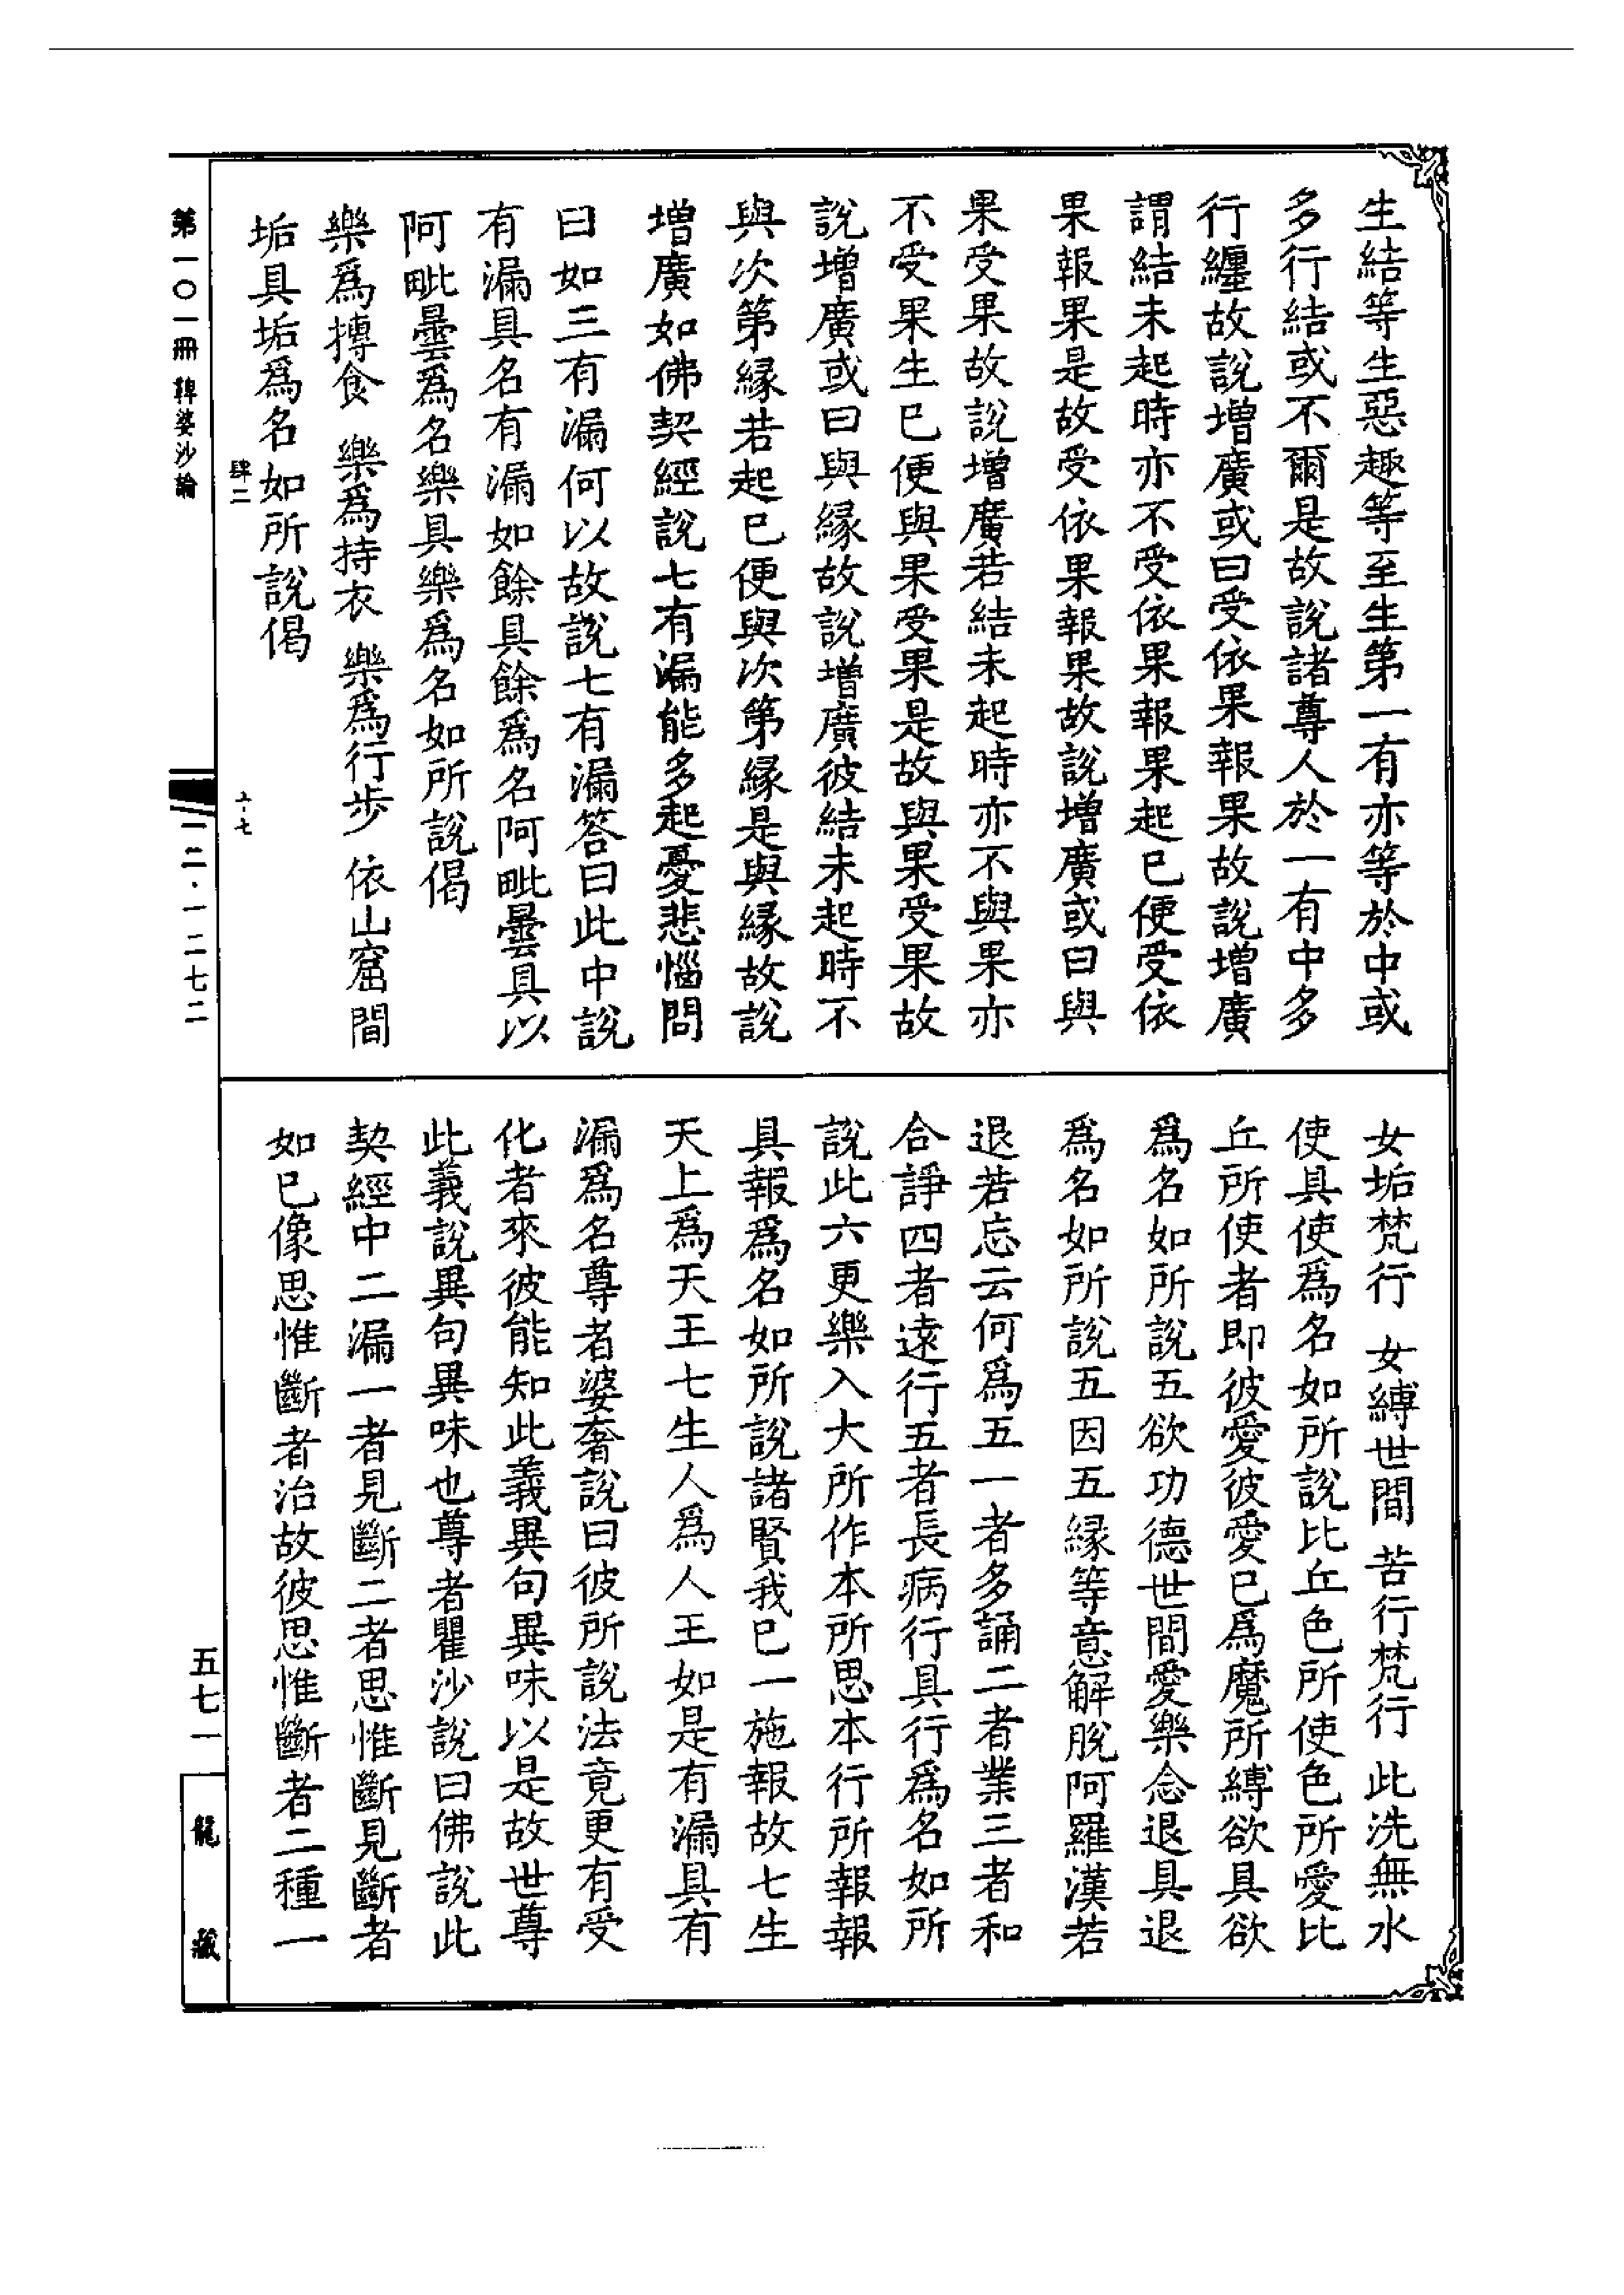 生結等生惡趣等至生第一有亦等於中或
多行結或不爾是故說諸尊人於一有中多
行纏故說增廣或曰受依果報果故說增廣
謂結未起時亦不受依果報果起已便受依
果報果是故受依果報果故說增廣或曰與
果受果故說增廣若結未起時亦不與果亦
不受果生已便與果受果是故與果受果故
說增廣或曰與緣故說增廣彼結未起時不
與次第緣若起已便與次第緣是與緣故說
增廣如佛契經說七有漏能多起憂悲惱問
曰如三有漏何以故說七有漏答曰此中說
有漏具名有漏如餘具餘為名阿毗曇具以
阿毗曇為名樂具樂為名如所說偈
樂為摶食 樂為持衣 樂為行步 依山窟間
垢具垢為名如所說偈
女垢梵行 女縛世間 苦行梵行 此洗無水
使具使為名如所說比丘色所使色所愛比
丘所使者即彼愛彼愛已為魔所縛欲具欲
為名如所說五欲功德世間愛樂念退具退
為名如所說五因五緣等意解脫阿羅漢若
退若忘云何為五一者多誦二者業三者和
合諍四者遠行五者長病行具行為名如所
說此六更樂入大所作本所思本行所報報
具報為名如所說諸賢我已一施報故七生
天上為天王七生人為人王如是有漏具有
漏為名尊者婆奢說曰彼所說法竟更有受
化者來彼能知此義異句異味以是故世尊
此義說異句異味也尊者瞿沙說曰佛說此
契經中二漏一者見斷二者思惟斷見斷者
如已像思惟斷者治故彼思惟斷者二種一
第一〇一冊 鞞婆沙論
肆二
六·七
一二·一二七二
五七一
龍藏